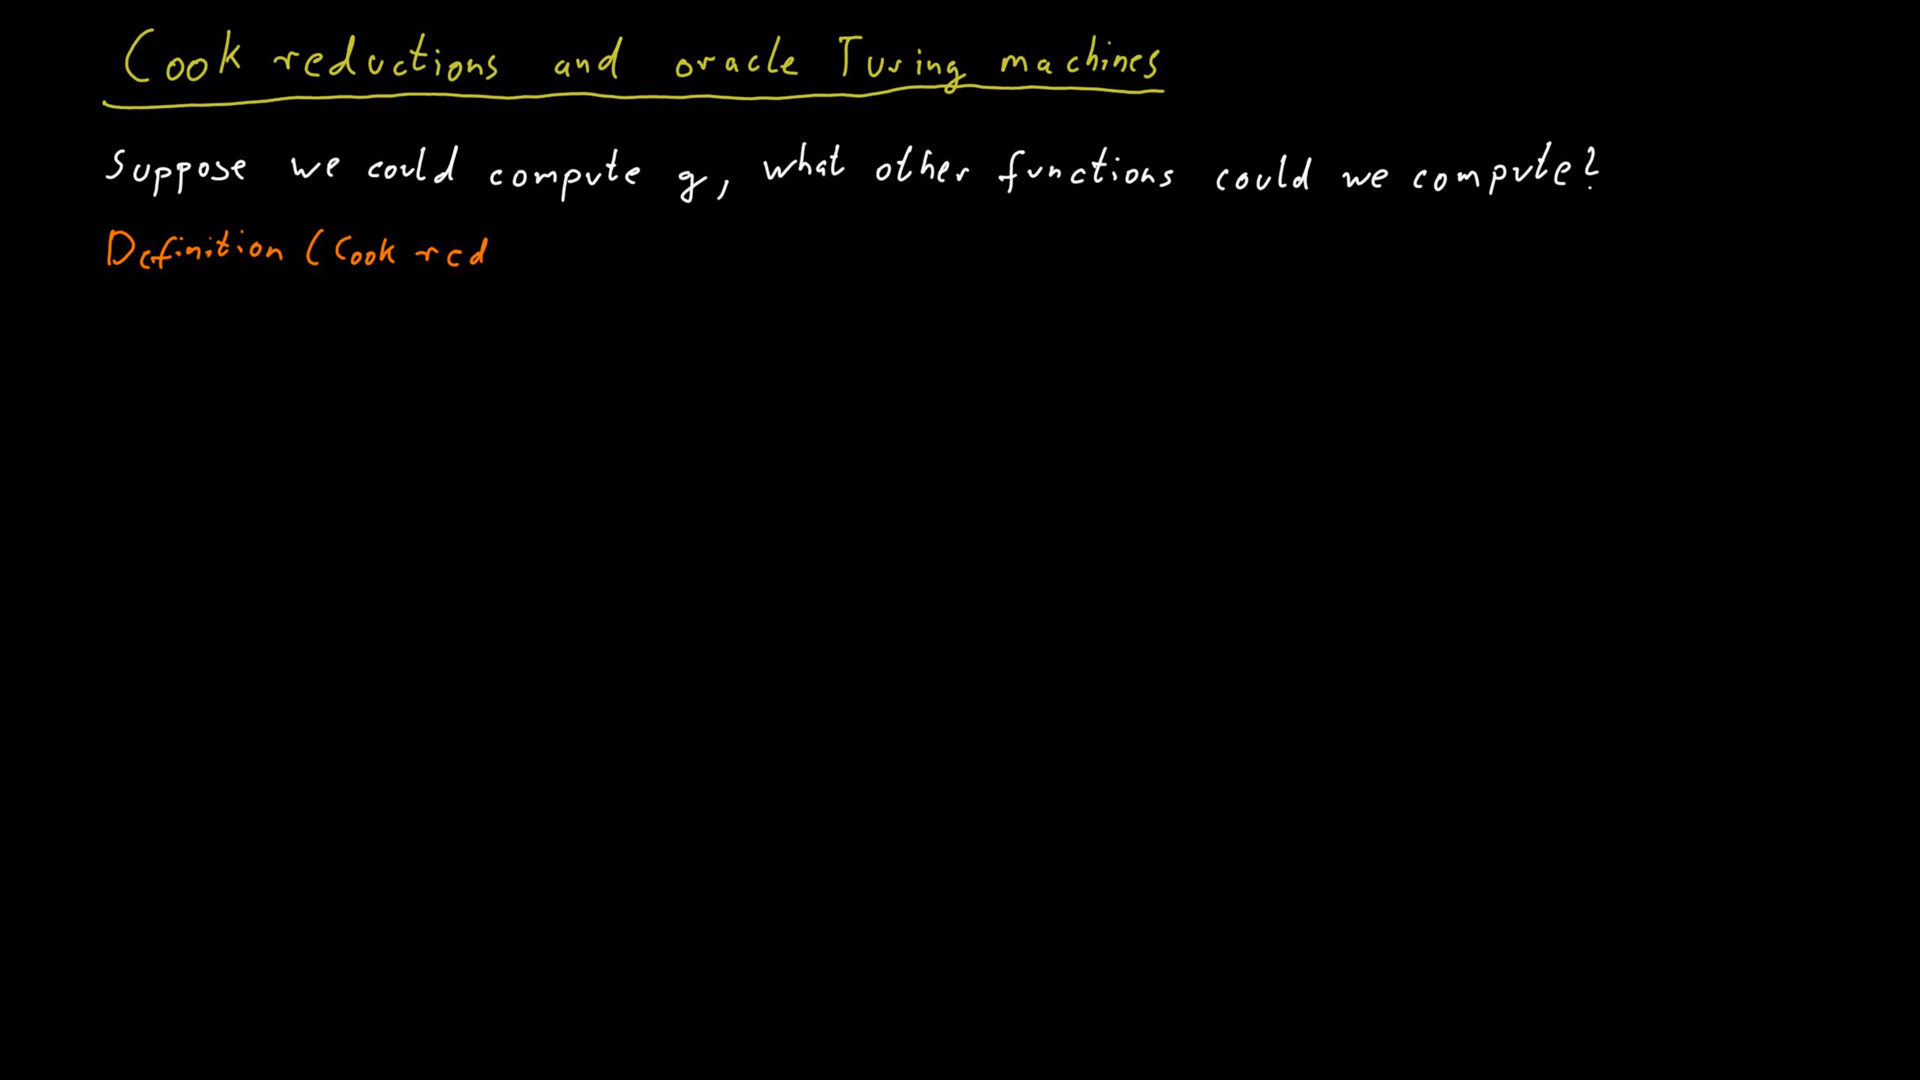 Cook reductions and oracle Turing machines
Suppose we could compute g, what other functions could we compute?
Definition (Cook red